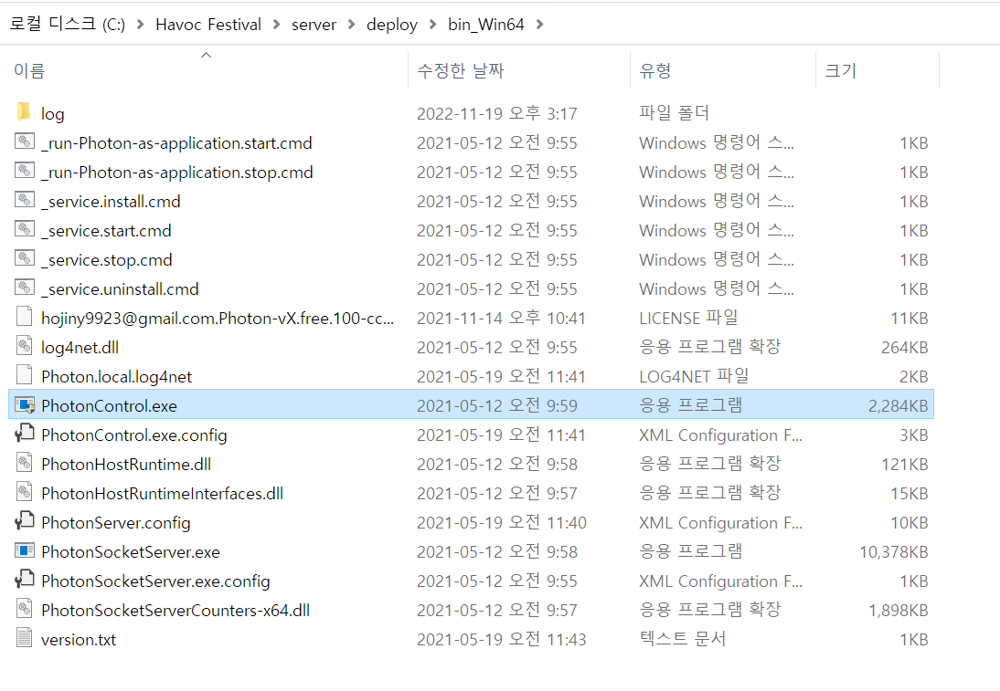 로컬 디스크 (C:) > Havoc Festival > server > deploy > bin_Win64 >
이름 수정한 날짜 유형 크기
log 2022-11-19 오후 3:17 파일 폴더
_run-Photon-as-application.start.cmd 2021-05-12 오전 9:55 Windows 명령어 스... 1KB
_run-Photon-as-application.stop.cmd 2021-05-12 오전 9:55 Windows 명령어 스... 1KB
_service.install.cmd 2021-05-12 오전 9:55 Windows 명령어 스... 1KB
_service.start.cmd 2021-05-12 오전 9:55 Windows 명령어 스... 1KB
_service.stop.cmd 2021-05-12 오전 9:55 Windows 명령어 스... 1KB
_service.uninstall.cmd 2021-05-12 오전 9:55 Windows 명령어 스... 1KB
hojiny9923@gmail.com.Photon-vX.free.100-cc... 2021-11-14 오후 10:41 LICENSE 파일 11KB
log4net.dll 2021-05-12 오전 9:55 응용 프로그램 확장 264KB
Photon.local.log4net 2021-05-19 오전 11:41 LOG4NET 파일 2KB
PhotonControl.exe 2021-05-12 오전 9:59 응용 프로그램 2,284KB
PhotonControl.exe.config 2021-05-19 오전 11:41 XML Configuration F... 3KB
PhotonHostRuntime.dll 2021-05-12 오전 9:58 응용 프로그램 확장 121KB
PhotonHostRuntimeInterfaces.dll 2021-05-12 오전 9:57 응용 프로그램 확장 15KB
PhotonServer.config 2021-05-19 오전 11:40 XML Configuration F... 10KB
PhotonSocketServer.exe 2021-05-12 오전 9:58 응용 프로그램 10,378KB
PhotonSocketServer.exe.config 2021-05-12 오전 9:55 XML Configuration F... 1KB
PhotonSocketServerCounters-x64.dll 2021-05-12 오전 9:57 응용 프로그램 확장 1,898KB
version.txt 2021-05-19 오전 11:43 텍스트 문서 1KB